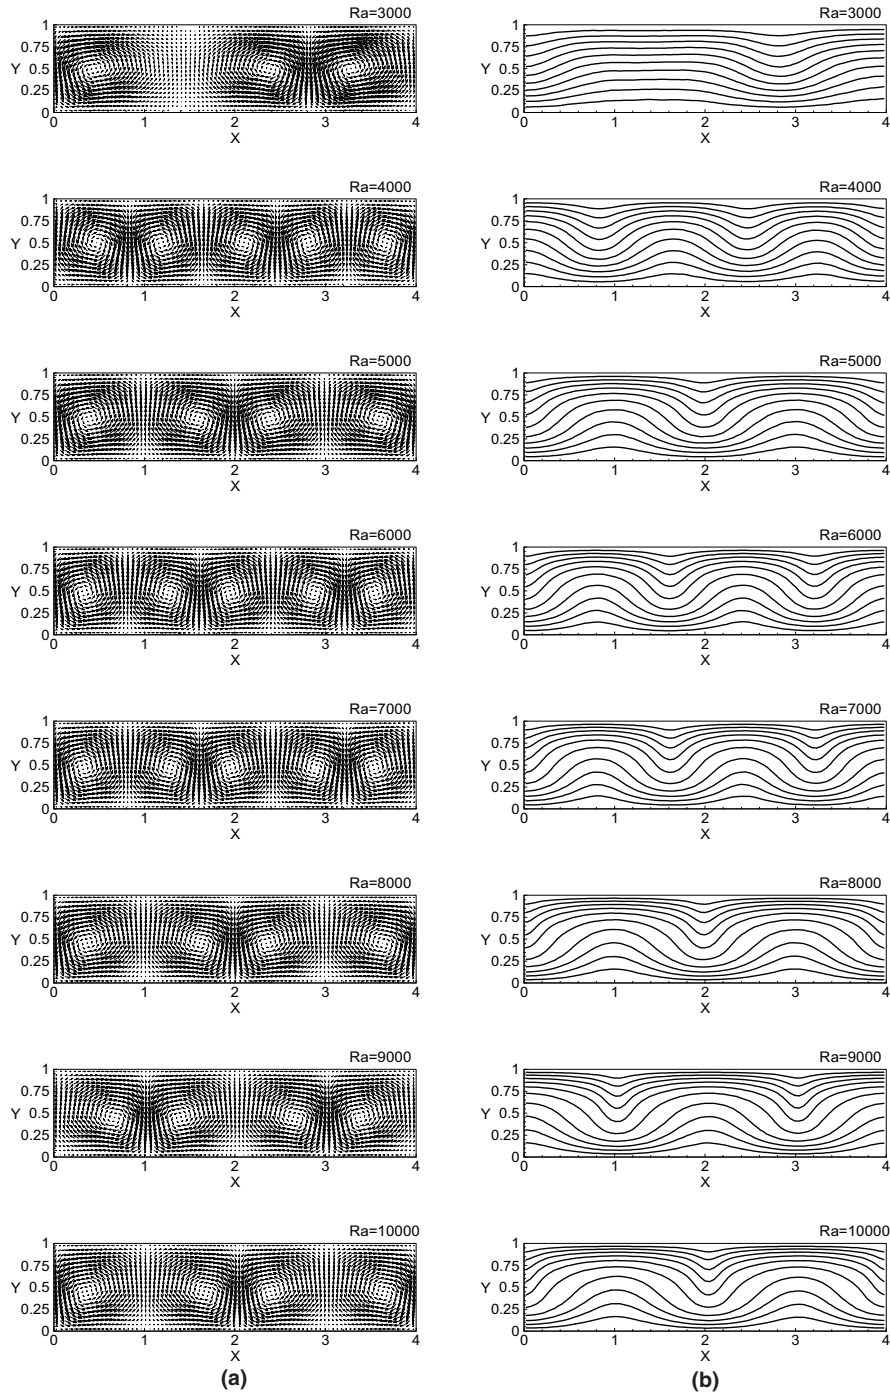 Ra=3000 Ra=3000
1 1
0.75 0.75
Y 0.5 Y 0.5
0.25 0.25
0 0
0 1 2 3 4 0 1 2 3 4
X X
Ra=4000 Ra=4000
1 1
0.75 0.75
Y 0.5 Y 0.5
0.25 0.25
0 0
0 1 2 3 4 0 1 2 3 4
X X
Ra=5000 Ra=5000
1 1
0.75 0.75
Y 0.5 Y 0.5
0.25 0.25
0 0
0 1 2 3 4 0 1 2 3 4
X X
Ra=6000 Ra=6000
1 1
0.75 0.75
Y 0.5 Y 0.5
0.25 0.25
0 0
0 1 2 3 4 0 1 2 3 4
X X
Ra=7000 Ra=7000
1 1
0.75 0.75
Y 0.5 Y 0.5
0.25 0.25
0 0
0 1 2 3 4 0 1 2 3 4
X X
Ra=8000 Ra=8000
1 1
0.75 0.75
Y 0.5 Y 0.5
0.25 0.25
0 0
0 1 2 3 4 0 1 2 3 4
X X
Ra=9000 Ra=9000
1 1
0.75 0.75
Y 0.5 Y 0.5
0.25 0.25
0 0
0 1 2 3 4 0 1 2 3 4
X X
Ra=10000 Ra=10000
1 1
0.75 0.75
Y 0.5 Y 0.5
0.25 0.25
0 0
0 1 2 3 4 0 1 2 3 4
X X
(a) (b)